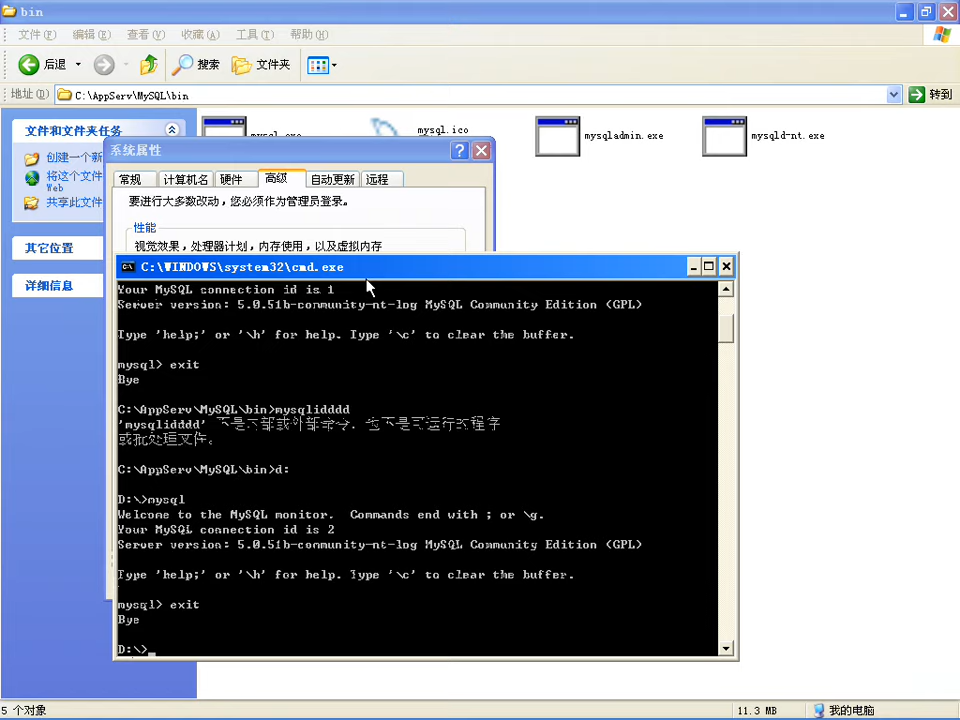 bin
文件(F) 编辑(E) 查看(V) 收藏(A) 工具(T) 帮助(H)
后退 搜索 文件夹
地址(D) C:\AppServ\MySQL\bin 转到
文件和文件夹任务
创建一个新
将这个文件
Web
共享此文件
其它位置
详细信息
mysql.exe mysql.ico mysqladmin.exe mysqld-nt.exe
系统属性
常规 计算机名 硬件 高级 自动更新 远程
要进行大多数改动，您必须作为管理员登录。
性能
视觉效果，处理器计划，内存使用，以及虚拟内存
C:\WINDOWS\system32\cmd.exe
Your MySQL connection id is 1
Server version: 5.0.51b-community-nt-log MySQL Community Edition (GPL)
Type 'help;' or '\h' for help. Type '\c' to clear the buffer.
mysql> exit
Bye
C:\AppServ\MySQL\bin>mysqlidddd
'mysqlidddd' 不是内部或外部命令，也不是可运行的程序
或批处理文件。
C:\AppServ\MySQL\bin>d:
D:\>mysql
Welcome to the MySQL monitor.  Commands end with ; or \g.
Your MySQL connection id is 2
Server version: 5.0.51b-community-nt-log MySQL Community Edition (GPL)
Type 'help;' or '\h' for help. Type '\c' to clear the buffer.
mysql> exit
Bye
D:\>_
5 个对象 11.3 MB 我的电脑